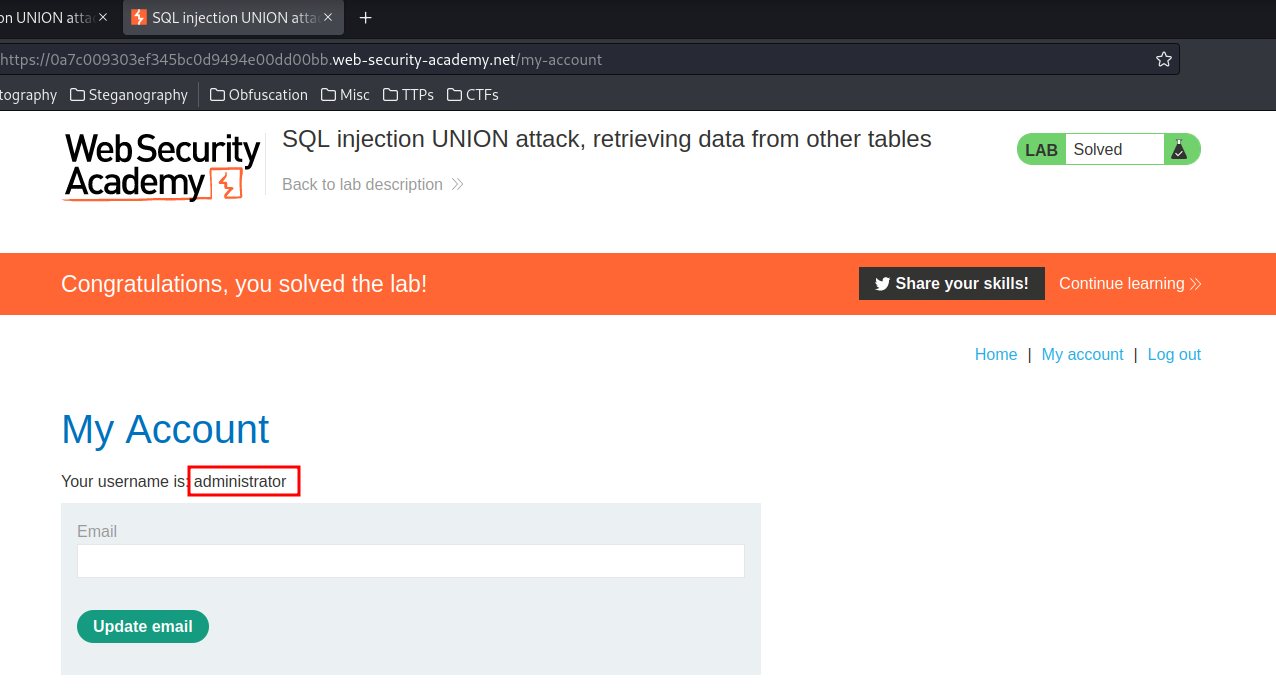 on UNION atta × SQL injection UNION atta × +
https://0a7c009303ef345bc0d9494e00dd00bb.web-security-academy.net/my-account
tography Steganography Obfuscation Misc TTPs CTFs
Web Security
Academy
SQL injection UNION attack, retrieving data from other tables
LAB Solved
Back to lab description
Congratulations, you solved the lab!
Share your skills! Continue learning
Home | My account | Log out
My Account
Your username is: administrator
Email
Update email